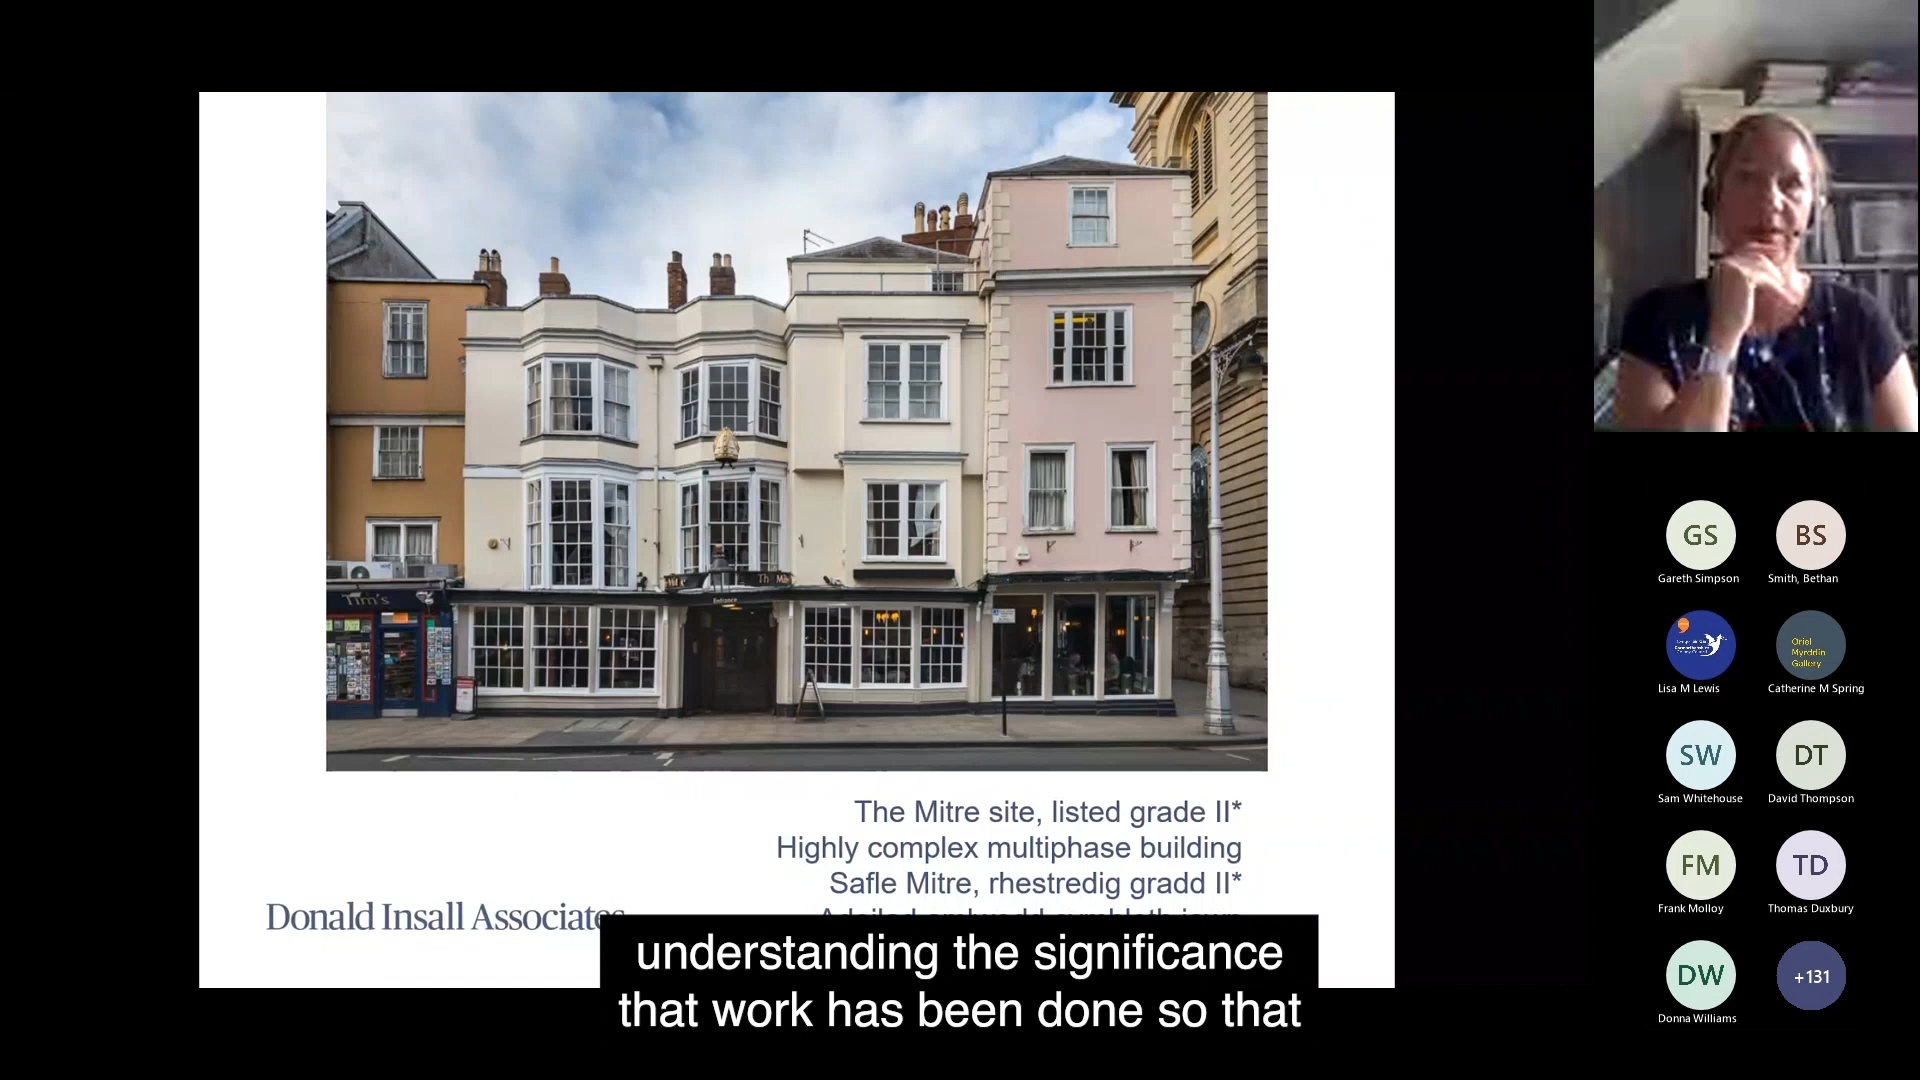 Tim's
Entrance
The Mitre site, listed grade II*
Highly complex multiphase building
Safle Mitre, rhestredig gradd II*
Donald Insall Associates
understanding the significance
that work has been done so that
GS
BS
Gareth Simpson
Smith, Bethan
Oriel
Myrddin
Gallery
Lisa M Lewis
Catherine M Spring
SW
DT
Sam Whitehouse
David Thompson
FM
TD
Frank Molloy
Thomas Duxbury
DW
+131
Donna Williams